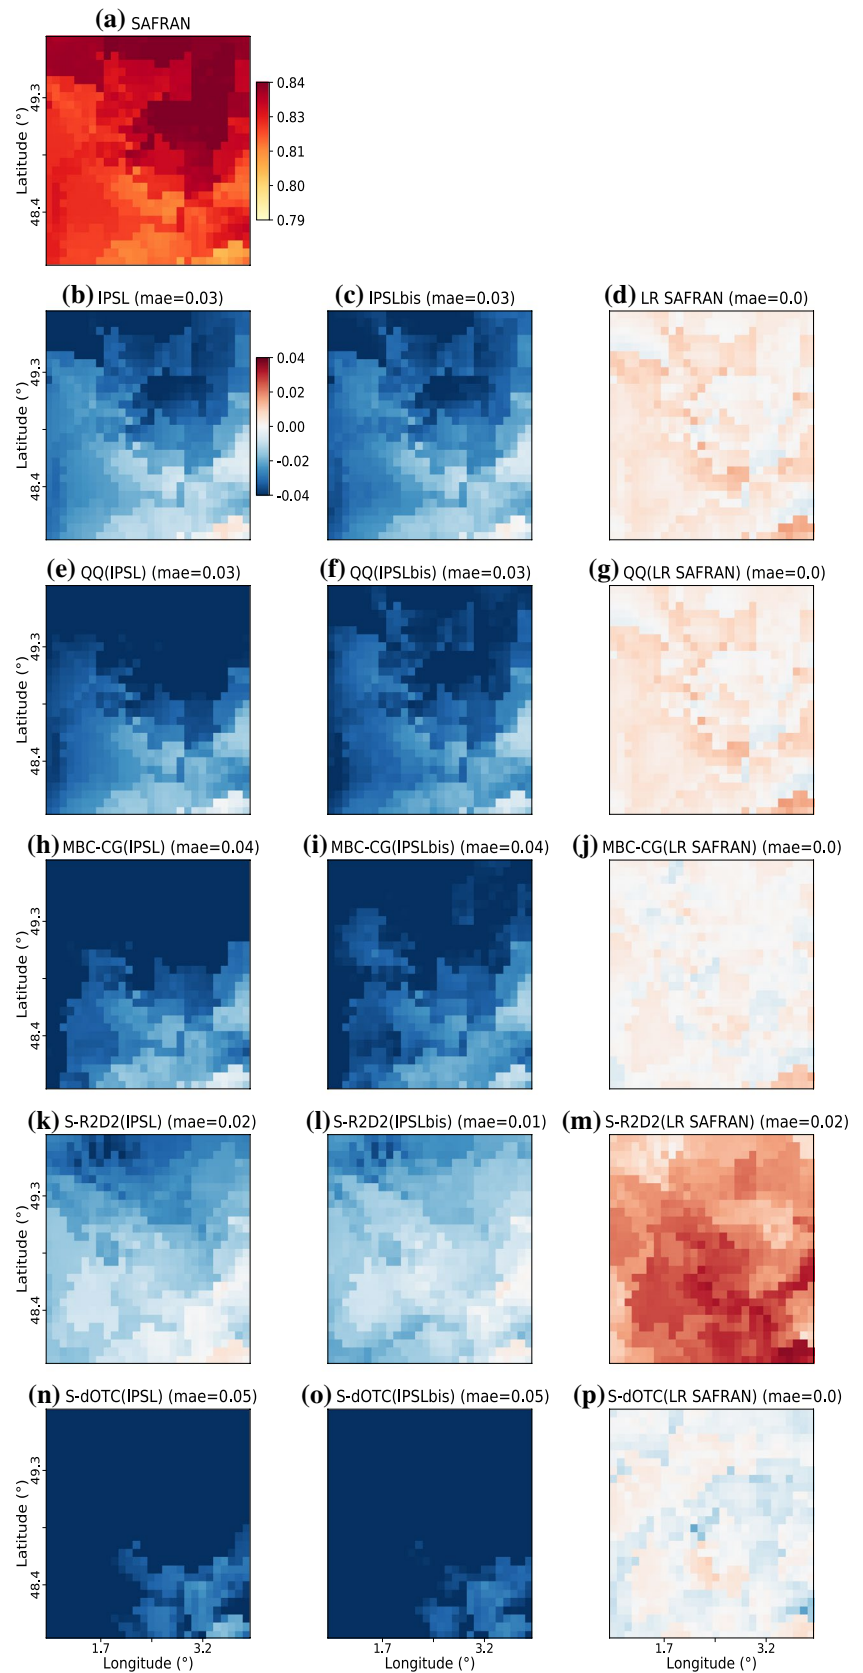 (a) SAFRAN
Latitude (°)
49.3
48.4
0.84
0.83
0.81
0.80
0.79
(b) IPSL (mae=0.03)
(c) IPSLbis (mae=0.03)
(d) LR SAFRAN (mae=0.0)
Latitude (°)
49.3
48.4
0.04
0.02
0.00
-0.02
-0.04
(e) QQ(IPSL) (mae=0.03)
(f) QQ(IPSLbis) (mae=0.03)
(g) QQ(LR SAFRAN) (mae=0.0)
Latitude (°)
49.3
48.4
(h) MBC-CG(IPSL) (mae=0.04)
(i) MBC-CG(IPSLbis) (mae=0.04)
(j) MBC-CG(LR SAFRAN) (mae=0.0)
Latitude (°)
49.3
48.4
(k) S-R2D2(IPSL) (mae=0.02)
(l) S-R2D2(IPSLbis) (mae=0.01)
(m) S-R2D2(LR SAFRAN) (mae=0.02)
Latitude (°)
49.3
48.4
(n) S-dOTC(IPSL) (mae=0.05)
(o) S-dOTC(IPSLbis) (mae=0.05)
(p) S-dOTC(LR SAFRAN) (mae=0.0)
Latitude (°)
49.3
48.4
1.7 3.2
Longitude (°)
1.7 3.2
Longitude (°)
1.7 3.2
Longitude (°)